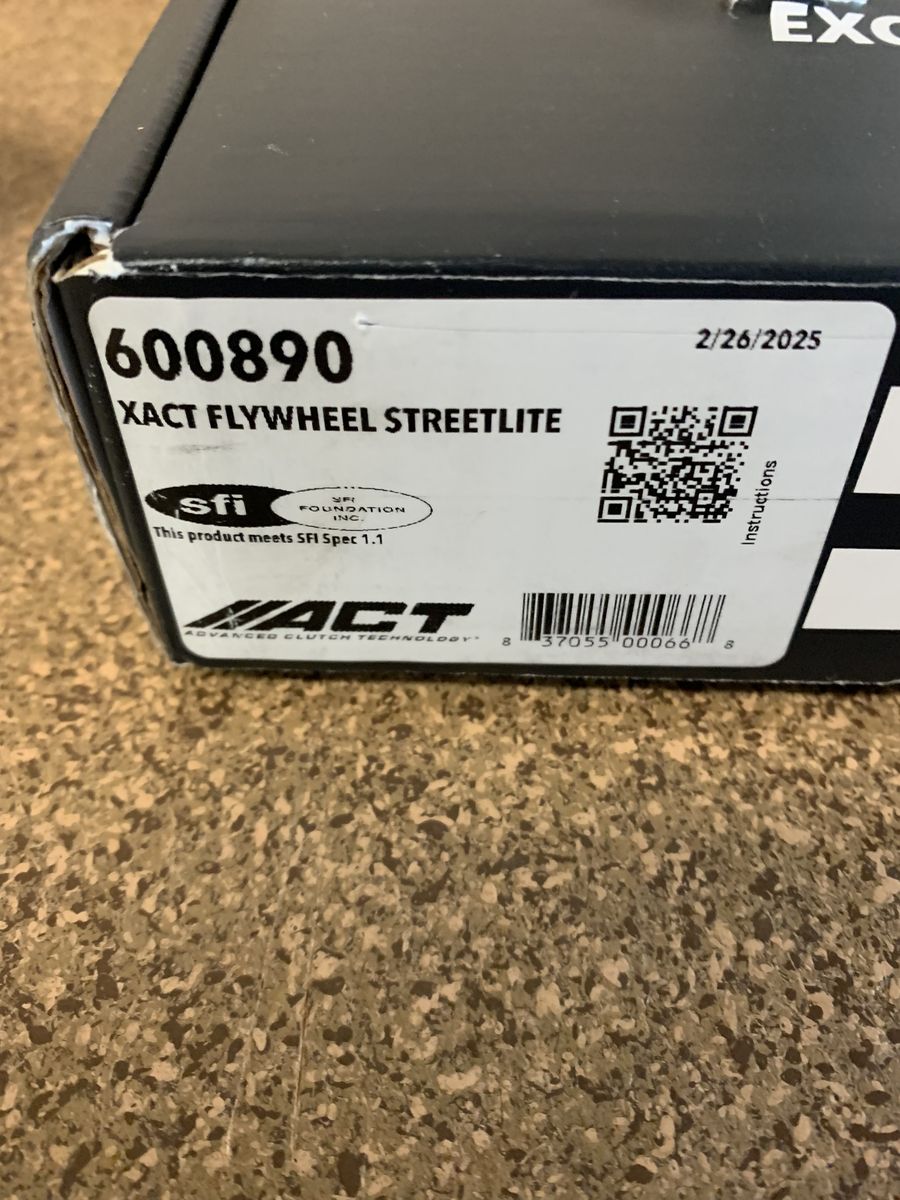 EXC
600890
2/26/2025
XACT FLYWHEEL STREETLITE
Instructions
sfi
SFI
FOUNDATION
INC.
This product meets SFI Spec 1.1
ACT
ADVANCED CLUTCH TECHNOLOGY
8 37055 00066 8